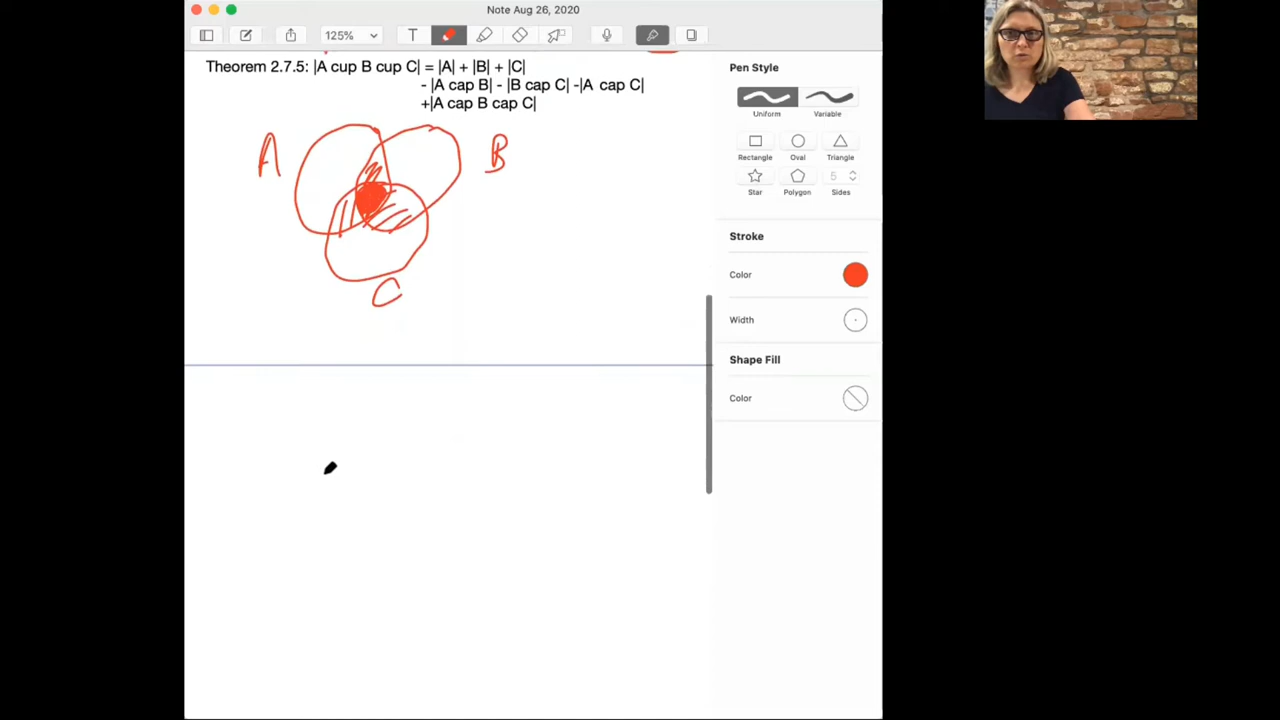 Note Aug 26, 2020
125%
T
Theorem 2.7.5: |A cup B cup C| = |A| + |B| + |C|
- |A cap B| - |B cap C| -|A cap C|
+|A cap B cap C|
A
B
C
Pen Style
Uniform
Variable
Rectangle
Oval
Triangle
Star
Polygon
5
Sides
Stroke
Color
Width
Shape Fill
Color